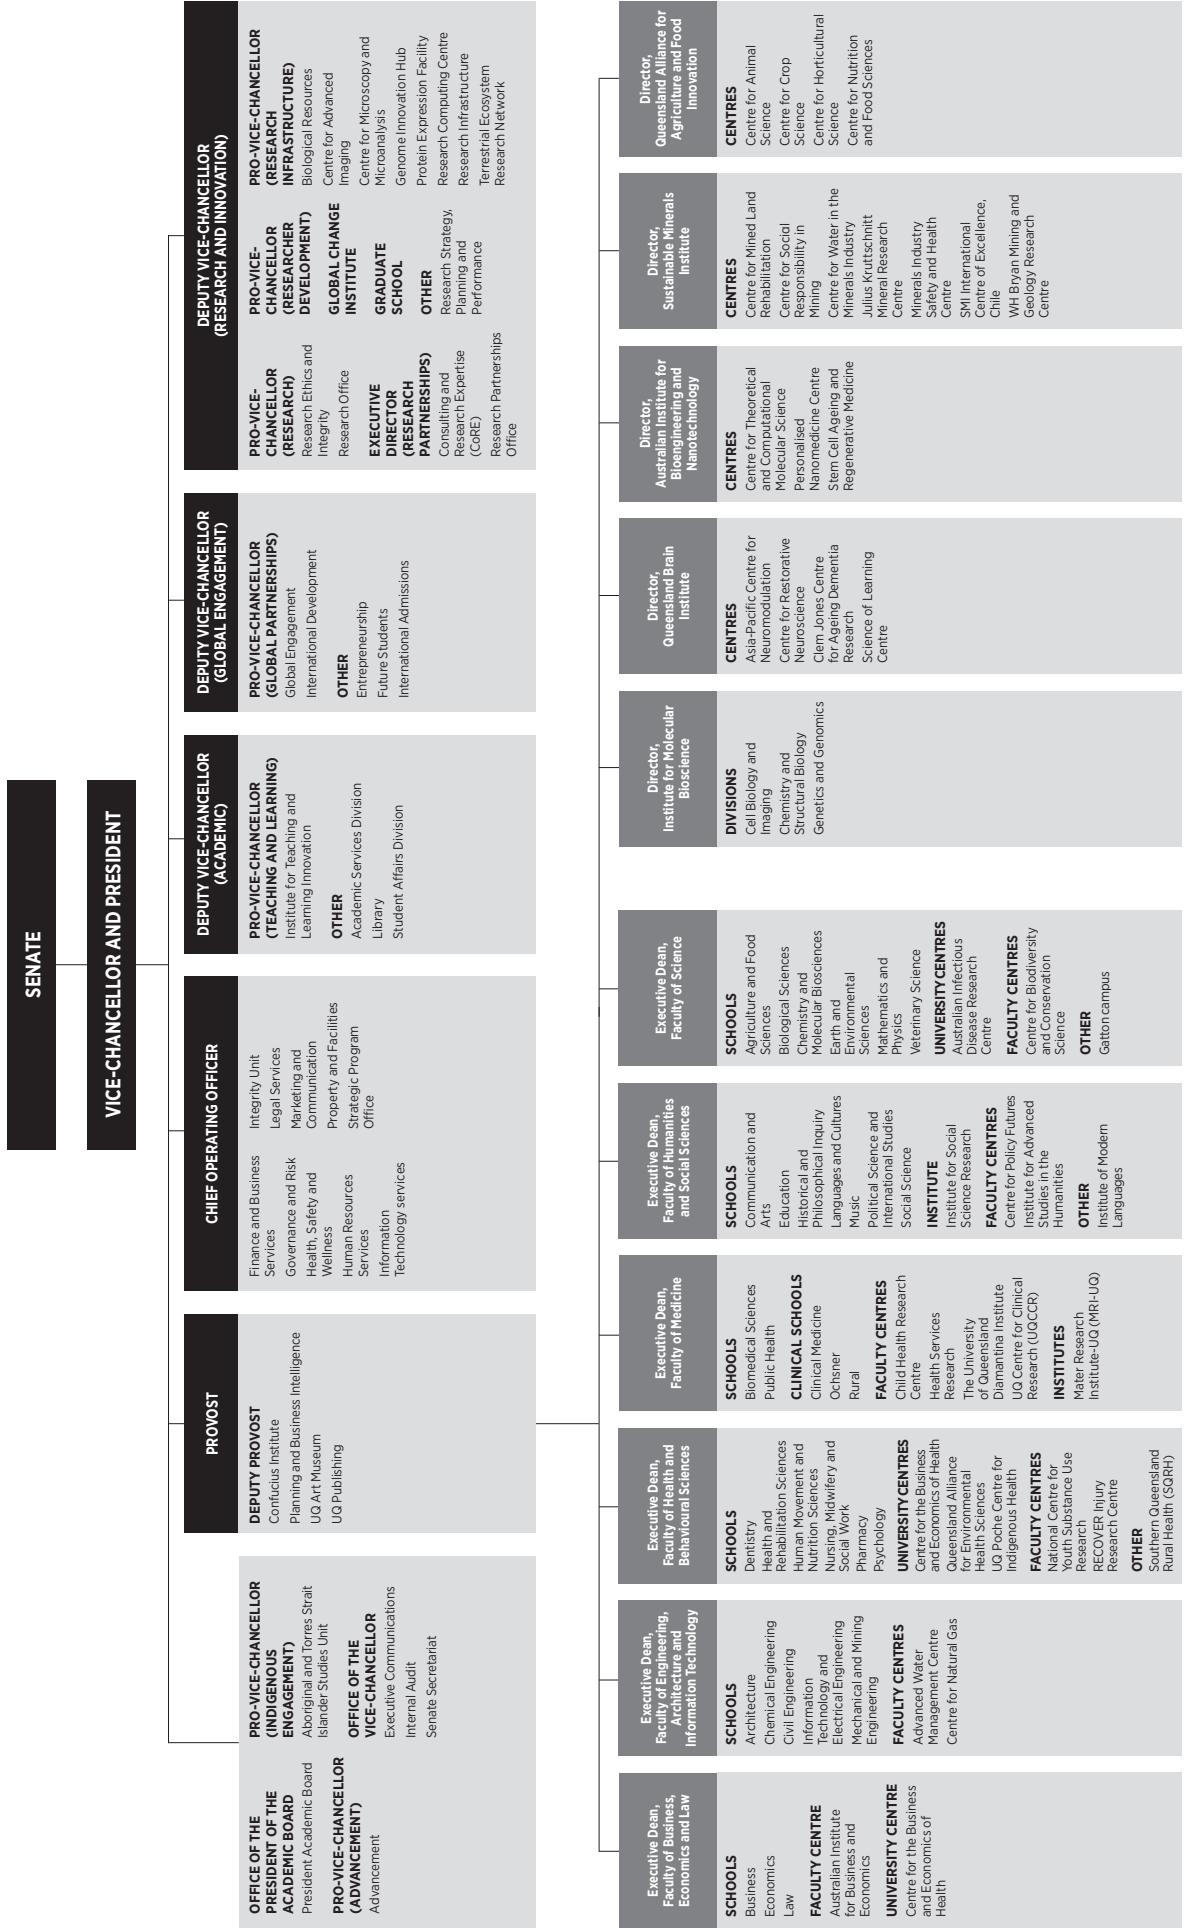 SENATE
VICE-CHANCELLOR AND PRESIDENT
OFFICE OF THE
PRESIDENT OF THE
ACADEMIC BOARD
President Academic Board
PRO-VICE-CHANCELLOR
(ADVANCEMENT)
Advancement
PRO-VICE-CHANCELLOR
(INDIGENOUS
ENGAGEMENT)
Aboriginal and Torres Strait
Islander Studies Unit
OFFICE OF THE
VICE-CHANCELLOR
Executive Communications
Internal Audit
Senate Secretariat
PROVOST
DEPUTY PROVOST
Confucius Institute
Planning and Business Intelligence
UQ Art Museum
UQ Publishing
CHIEF OPERATING OFFICER
Finance and Business
Services
Governance and Risk
Health, Safety and
Wellness
Human Resources
Services
Information
Technology services
Integrity Unit
Legal Services
Marketing and
Communication
Property and Facilities
Strategic Program
Office
DEPUTY VICE-CHANCELLOR
(ACADEMIC)
PRO-VICE-CHANCELLOR
(TEACHING AND LEARNING)
Institute for Teaching and
Learning Innovation
OTHER
Academic Services Division
Library
Student Affairs Division
DEPUTY VICE-CHANCELLOR
(GLOBAL ENGAGEMENT)
PRO-VICE-CHANCELLOR
(GLOBAL PARTNERSHIPS)
Global Engagement
International Development
OTHER
Entrepreneurship
Future Students
International Admissions
DEPUTY VICE-CHANCELLOR
(RESEARCH AND INNOVATION)
PRO-VICE-
CHANCELLOR
(RESEARCH)
Research Ethics and
Integrity
Research Office
EXECUTIVE
DIRECTOR
(RESEARCH
PARTNERSHIPS)
Consulting and
Research Expertise
(CoRE)
Research Partnerships
Office
PRO-VICE-
CHANCELLOR
(RESEARCHER
DEVELOPMENT)
GLOBAL CHANGE
INSTITUTE
GRADUATE
SCHOOL
OTHER
Research Strategy,
Planning and
Performance
PRO-VICE-CHANCELLOR
(RESEARCH
INFRASTRUCTURE)
Biological Resources
Centre for Advanced
Imaging
Centre for Microscopy and
Microanalysis
Genome Innovation Hub
Protein Expression Facility
Research Computing Centre
Research Infrastructure
Terrestrial Ecosystem
Research Network
Executive Dean,
Faculty of Business,
Economics and Law
SCHOOLS
Business
Economics
Law
FACULTY CENTRE
Australian Institute
for Business and
Economics
UNIVERSITY CENTRE
Centre for the Business
and Economics of
Health
Executive Dean,
Faculty of Engineering,
Architecture and
Information Technology
SCHOOLS
Architecture
Chemical Engineering
Civil Engineering
Information
Technology and
Electrical Engineering
Mechanical and Mining
Engineering
FACULTY CENTRES
Advanced Water
Management Centre
Centre for Natural Gas
Executive Dean,
Faculty of Health and
Behavioural Sciences
SCHOOLS
Dentistry
Health and
Rehabilitation Sciences
Human Movement and
Nutrition Sciences
Nursing, Midwifery and
Social Work
Pharmacy
Psychology
UNIVERSITY CENTRES
Centre for the Business
and Economics of Health
Queensland Alliance
for Environmental
Health Sciences
UQ Poche Centre for
Indigenous Health
FACULTY CENTRES
National Centre for
Youth Substance Use
Research
RECOVER Injury
Research Centre
OTHER
Southern Queensland
Rural Health (SQRH)
Executive Dean,
Faculty of Medicine
SCHOOLS
Biomedical Sciences
Public Health
CLINICAL SCHOOLS
Clinical Medicine
Ochsner
Rural
FACULTY CENTRES
Child Health Research
Centre
Health Services
Research
The University
of Queensland
Diamantina Institute
UQ Centre for Clinical
Research (UQCCR)
INSTITUTES
Mater Research
Institute-UQ (MRI-UQ)
Executive Dean,
Faculty of Humanities
and Social Sciences
SCHOOLS
Communication and
Arts
Education
Historical and
Philosophical Inquiry
Languages and Cultures
Music
Political Science and
International Studies
Social Science
INSTITUTE
Institute for Social
Science Research
FACULTY CENTRES
Centre for Policy Futures
Institute for Advanced
Studies in the
Humanities
OTHER
Institute of Modern
Languages
Executive Dean,
Faculty of Science
SCHOOLS
Agriculture and Food
Sciences
Biological Sciences
Chemistry and
Molecular Biosciences
Earth and
Environmental
Sciences
Mathematics and
Physics
Veterinary Science
UNIVERSITY CENTRES
Australian Infectious
Disease Research
Centre
FACULTY CENTRES
Centre for Biodiversity
and Conservation
Science
OTHER
Gatton campus
Director,
Institute for Molecular
Bioscience
DIVISIONS
Cell Biology and
Imaging
Chemistry and
Structural Biology
Genetics and Genomics
Director,
Queensland Brain
Institute
CENTRES
Asia-Pacific Centre for
Neuromodulation
Centre for Restorative
Neuroscience
Clem Jones Centre
for Ageing Dementia
Research
Science of Learning
Centre
Director,
Australian Institute for
Bioengineering and
Nanotechnology
CENTRES
Centre for Theoretical
and Computational
Molecular Science
Personalised
Nanomedicine Centre
Stem Cell Ageing and
Regenerative Medicine
Director,
Sustainable Minerals
Institute
CENTRES
Centre for Mined Land
Rehabilitation
Centre for Social
Responsibility in
Mining
Centre for Water in the
Minerals Industry
Julius Kruttschnitt
Mineral Research
Centre
Minerals Industry
Safety and Health
Centre
SMI International
Centre of Excellence,
Chile
WH Bryan Mining and
Geology Research
Centre
Director,
Queensland Alliance for
Agriculture and Food
Innovation
CENTRES
Centre for Animal
Science
Centre for Crop
Science
Centre for Horticultural
Science
Centre for Nutrition
and Food Sciences